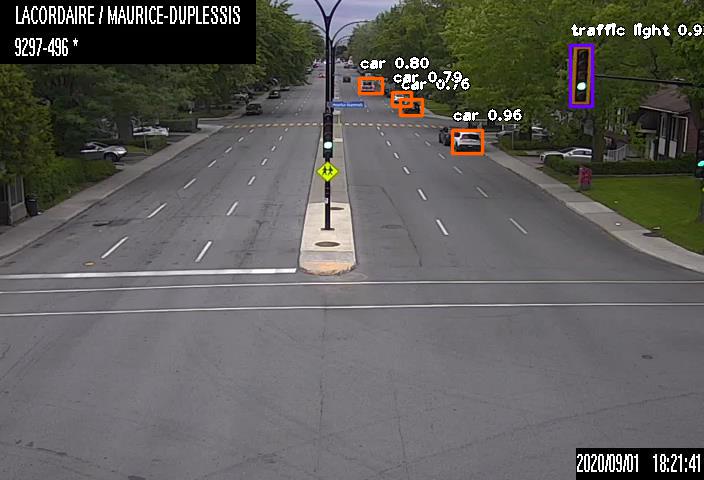 LACORDAIRE / MAURICE-DUPLESSIS
9297-496 *
traffic light 0.9
car 0.80
car 0.79
car 0.76
car 0.96
2020/09/01 18:21:41